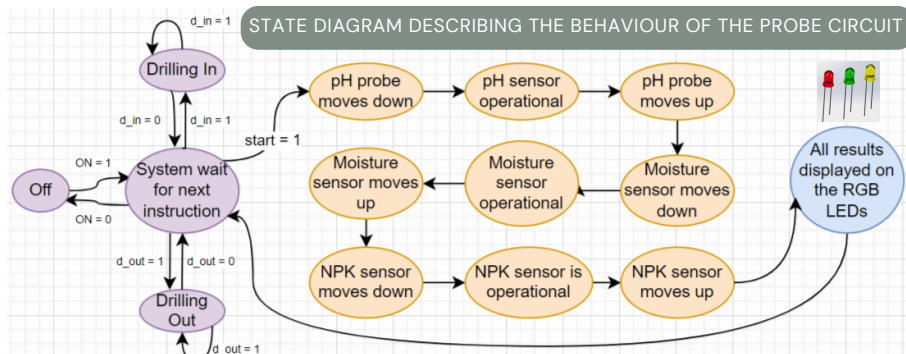 STATE DIAGRAM DESCRIBING THE BEHAVIOUR OF THE PROBE CIRCUIT
d_in = 1
Drilling In
d_in = 0
d_in = 1
start = 1
pH probe
moves down
pH sensor
operational
pH probe
moves up
Off
ON = 1
ON = 0
System wait
for next
instruction
Moisture
sensor moves
up
Moisture
sensor
operational
Moisture
sensor moves
down
All results
displayed on
the RGB
LEDs
d_out = 1
d_out = 0
Drilling
Out
d_out = 1
NPK sensor
moves down
NPK sensor is
operational
NPK sensor
moves up